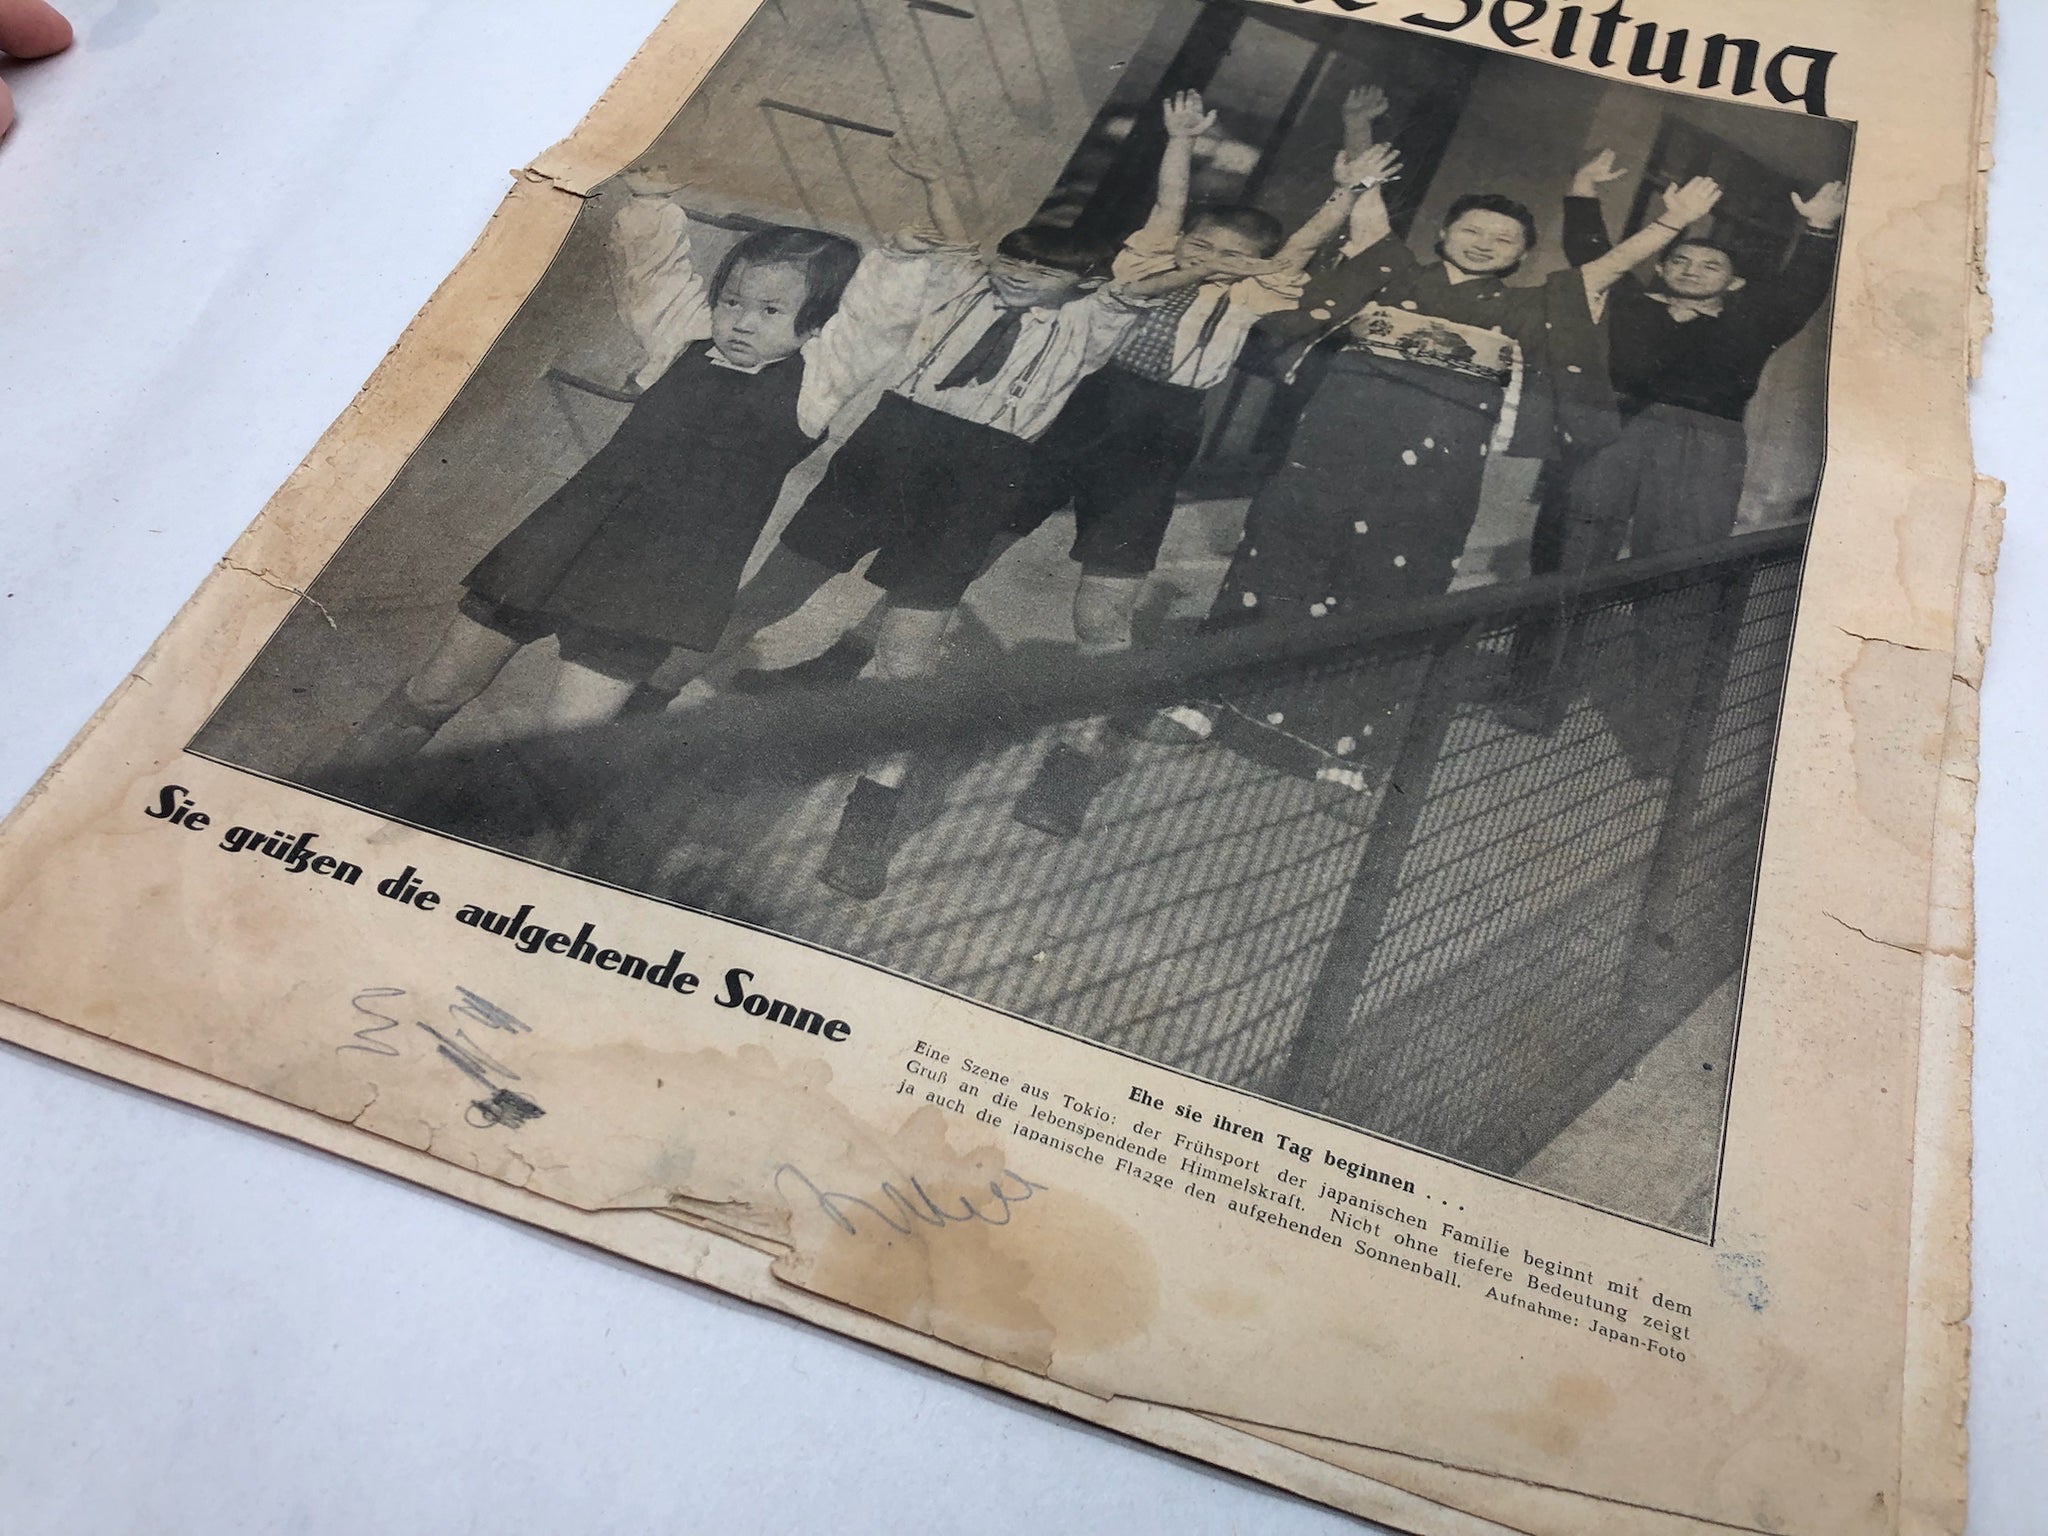 Zeitung
Sie grüßen die aufgehende Sonne
Ehe sie ihren Tag beginnen . . .
Eine Szene aus Tokio: der Frühsport der japanischen Familie beginnt mit dem
Gruß an die lebenspendende Himmelskraft. Nicht ohne tiefere Bedeutung zeigt
ja auch die japanische Flagge den aufgehenden Sonnenball. Aufnahme: Japan-Foto